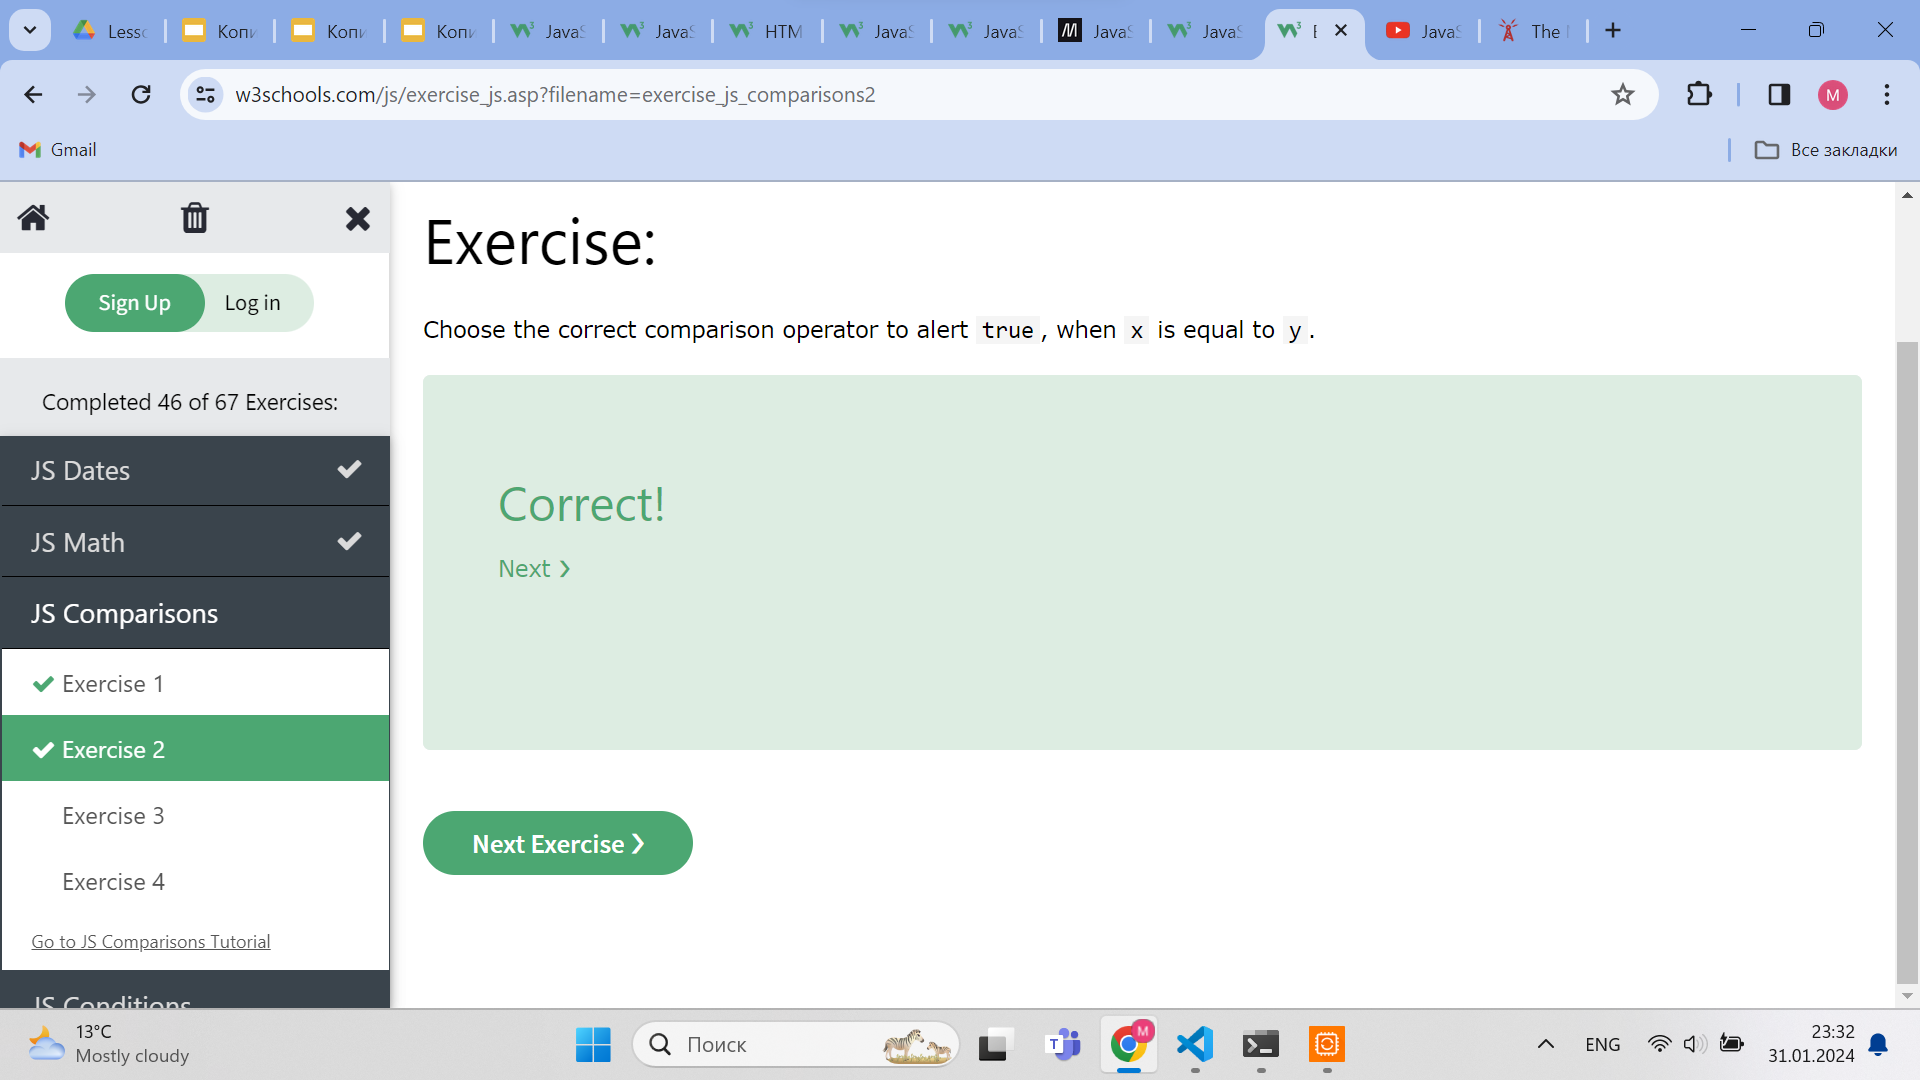 Lesso
Копи
Копи
Копи
JavaS
JavaS
HTM
JavaS
JavaS
JavaS
JavaS
E
JavaS
The
w3schools.com/js/exercise_js.asp?filename=exercise_js_comparisons2
M
Gmail
Все закладки
Sign Up
Log in
Completed 46 of 67 Exercises:
JS Dates
JS Math
JS Comparisons
Exercise 1
Exercise 2
Exercise 3
Exercise 4
Go to JS Comparisons Tutorial
JS Conditions
Exercise:
Choose the correct comparison operator to alert true, when x is equal to y.
Correct!
Next ❯
Next Exercise ❯
13°C
Mostly cloudy
Поиск
T
M
ENG
23:32
31.01.2024